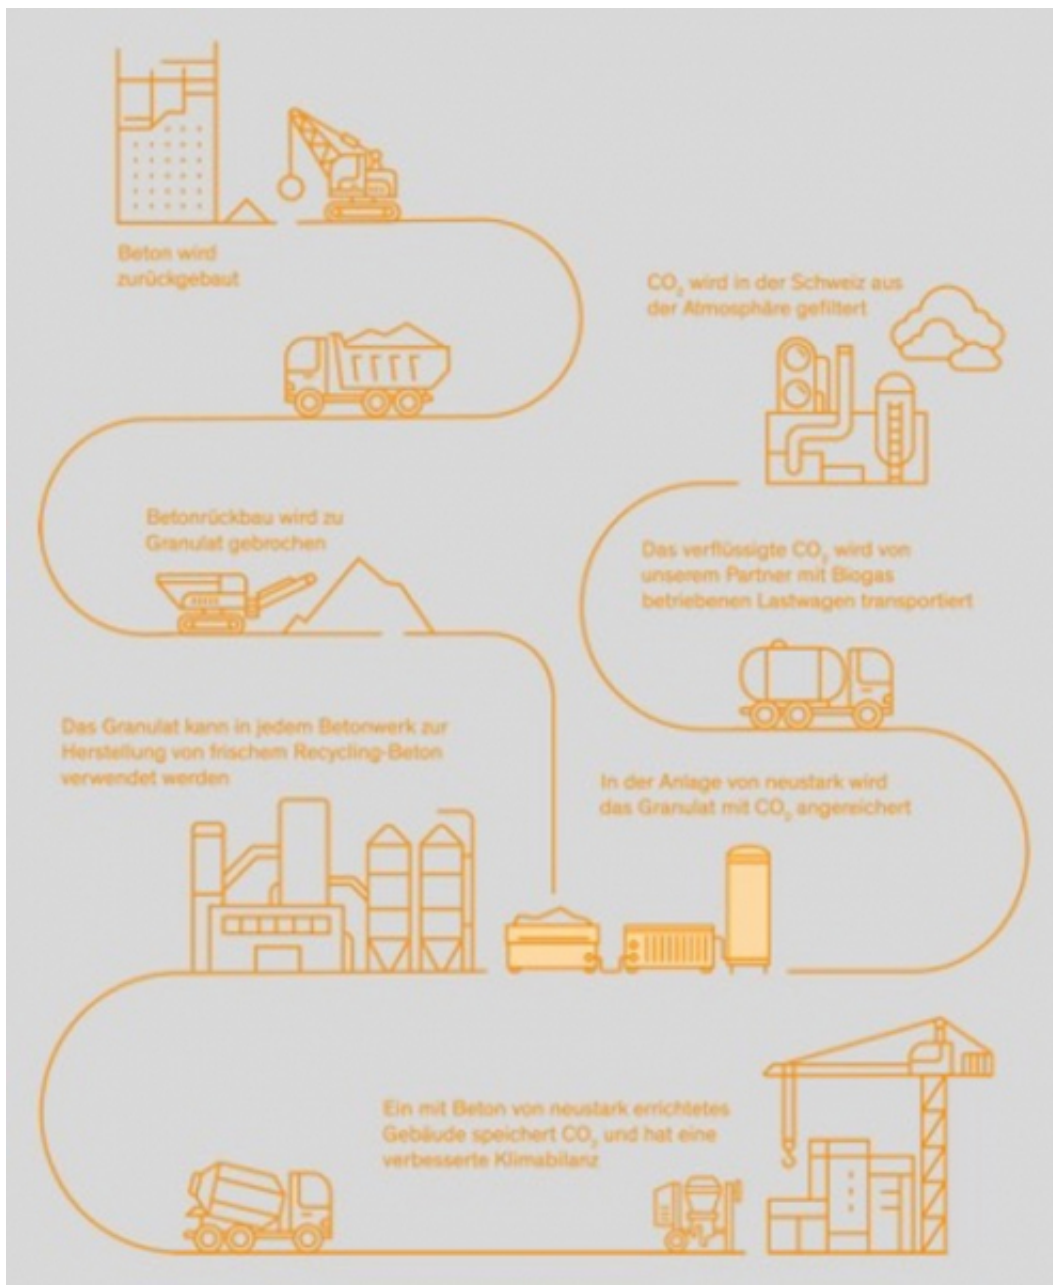 Beton wird
zurückgebaut
CO₂ wird in der Schweiz aus
der Atmosphäre gefiltert
Betonrückbau wird zu
Granulat gebrochen
Das verflüssigte CO₂ wird von
unserem Partner mit Biogas
betriebenen Lastwagen transportiert
Das Granulat kann in jedem Betonwerk zur
Herstellung von frischem Recycling-Beton
verwendet werden
In der Anlage von neustark wird
das Granulat mit CO₂ angereichert
Ein mit Beton von neustark errichtetes
Gebäude speichert CO₂ und hat eine
verbesserte Klimabilanz